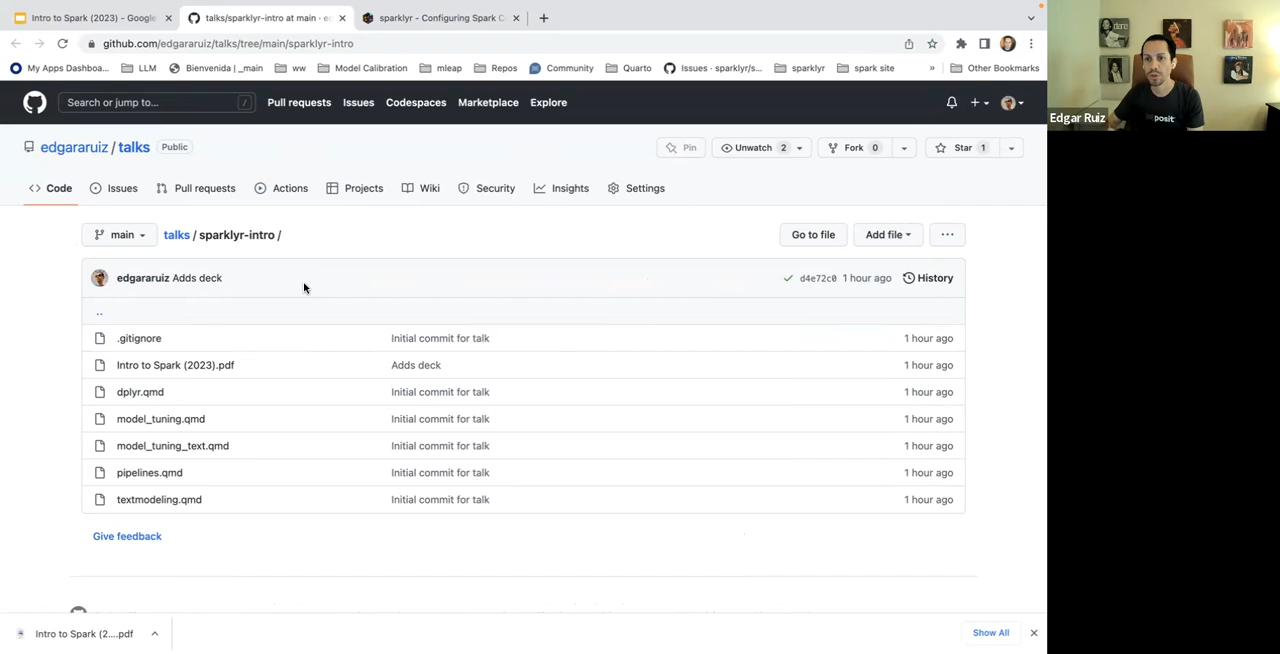 Intro to Spark (2023) - Google
talks/sparklyr-intro at main · e
sparklyr - Configuring Spark C
github.com/edgararuiz/talks/tree/main/sparklyr-intro
My Apps Dashboa...
LLM
Bienvenida | _main
ww
Model Calibration
mleap
Repos
Community
Quarto
Issues · sparklyr/s...
sparklyr
spark site
»
Other Bookmarks
Search or jump to...
/
Pull requests
Issues
Codespaces
Marketplace
Explore
edgararuiz / talks
Public
Pin
Unwatch 2
Fork 0
Star 1
Code
Issues
Pull requests
Actions
Projects
Wiki
Security
Insights
Settings
main
talks / sparklyr-intro /
Go to file
Add file
...
edgararuiz Adds deck
d4e72c0 1 hour ago
History
..
.gitignore Initial commit for talk 1 hour ago
Intro to Spark (2023).pdf Adds deck 1 hour ago
dplyr.qmd Initial commit for talk 1 hour ago
model_tuning.qmd Initial commit for talk 1 hour ago
model_tuning_text.qmd Initial commit for talk 1 hour ago
pipelines.qmd Initial commit for talk 1 hour ago
textmodeling.qmd Initial commit for talk 1 hour ago
Give feedback
Intro to Spark (2....pdf
Show All
Edgar Ruiz
posit